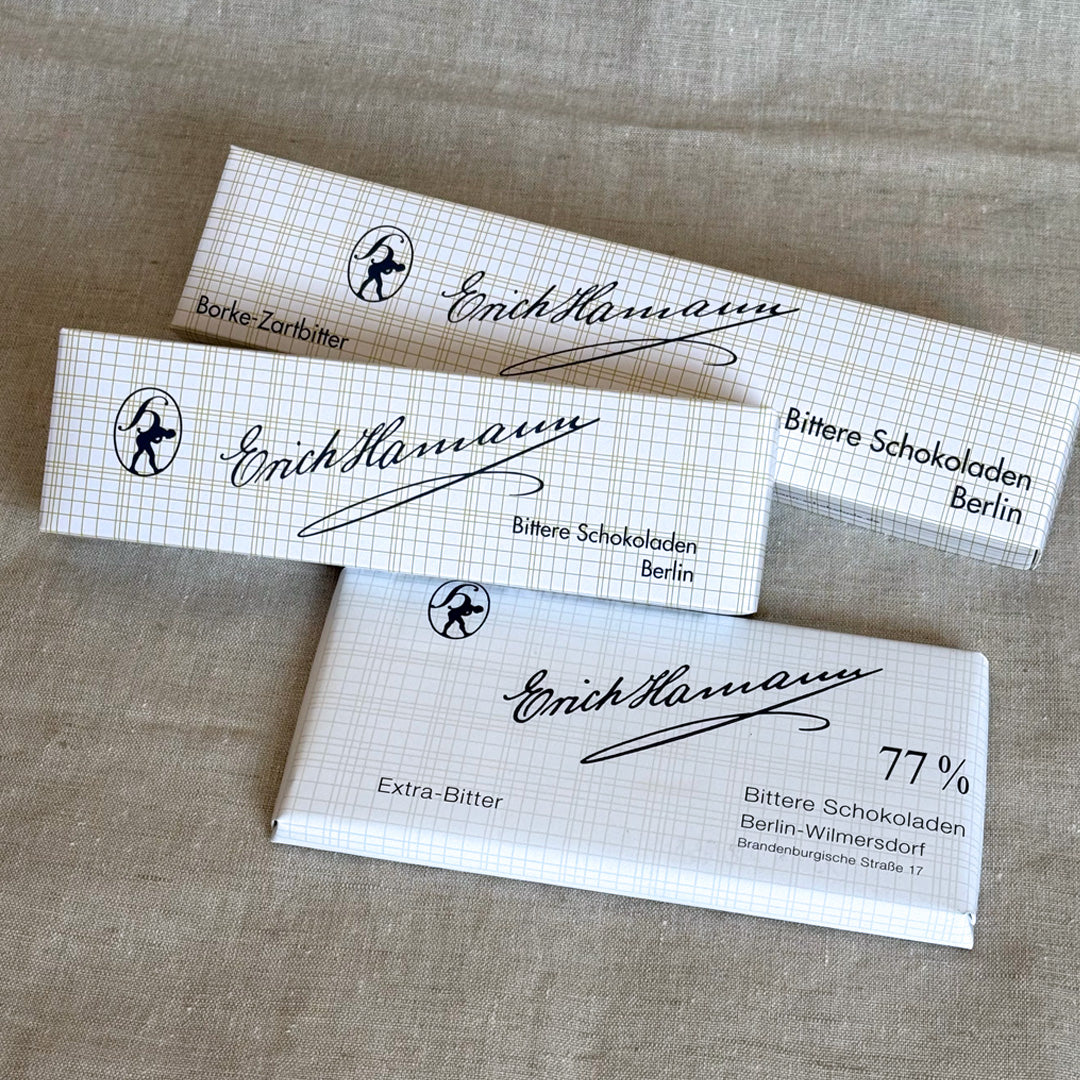 H
Erich Hamann
Borke-Zartbitter
Bittere Schokoladen
Berlin
H
Erich Hamann
Bittere Schokoladen
Berlin
H
Erich Hamann
77 %
Extra-Bitter
Bittere Schokoladen
Berlin-Wilmersdorf
Brandenburgische Straße 17